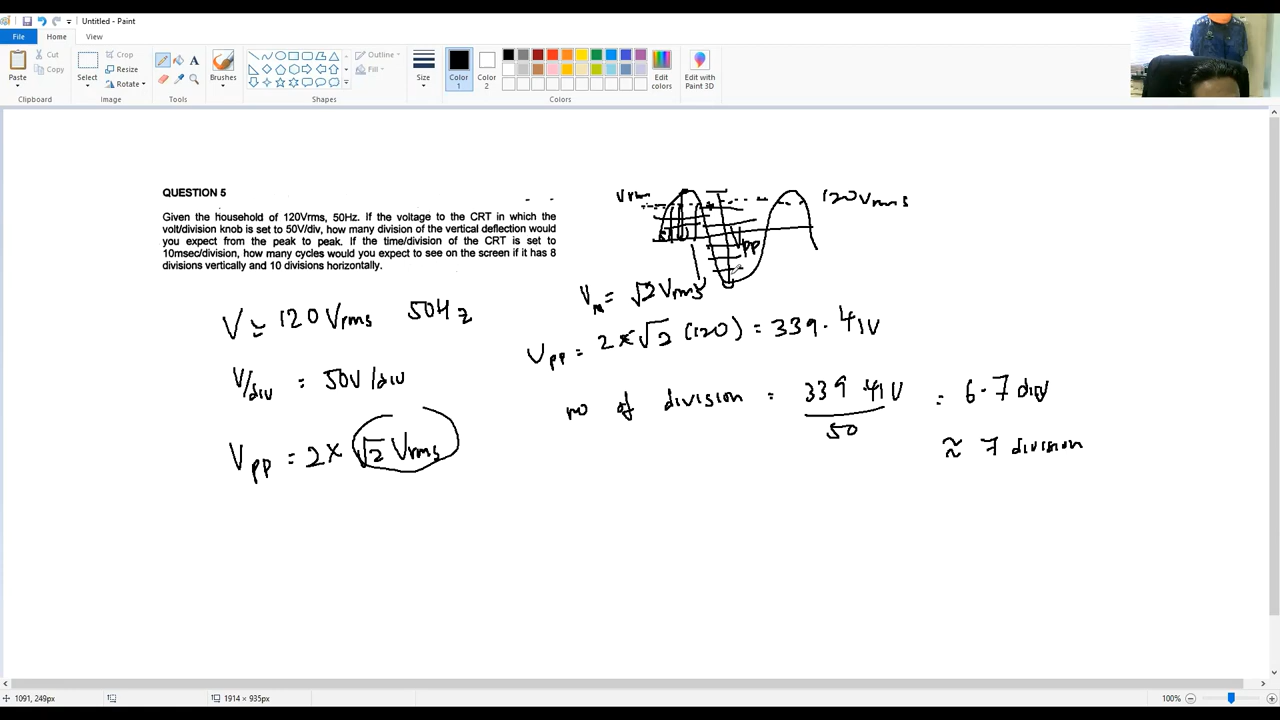 Untitled - Paint
File
Home
View
Paste
Cut
Copy
Clipboard
Select
Crop
Resize
Rotate
Image
Tools
Brushes
Shapes
Outline
Fill
Size
Color 1
Color 2
Edit colors
Colors
Edit with Paint 3D
QUESTION 5
Given the household of 120Vrms, 50Hz. If the voltage to the CRT in which the
volt/division knob is set to 50V/div, how many division of the vertical deflection would
you expect from the peak to peak. If the time/division of the CRT is set to
10msec/division, how many cycles would you expect to see on the screen if it has 8
divisions vertically and 10 divisions horizontally.
120Vrms
Vpp
V ≃ 120 Vrms 50Hz
V/div = 50V/div
Vpp = 2 × √2 Vrms
Vm = √2 Vrms
Vpp = 2 × √2 (120) = 339.41V
no of division = 339.41V / 50 = 6.7 div
≈ 7 division
1091, 249px
1914 × 935px
100%